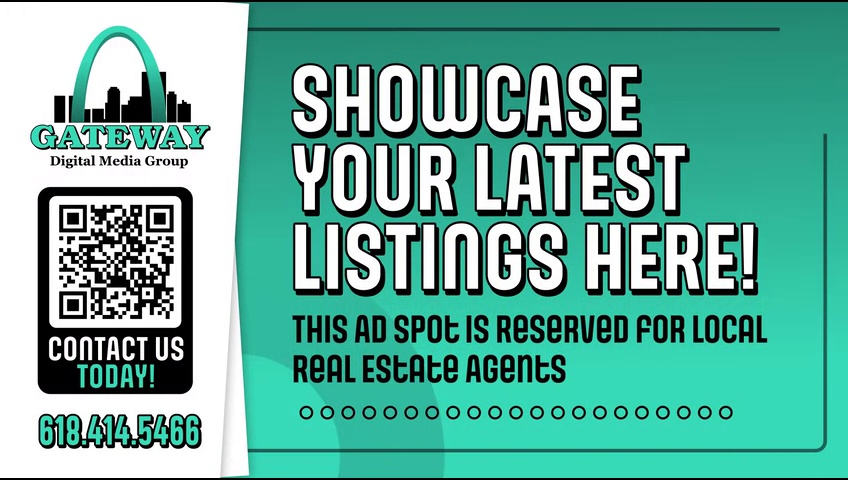 GATEWAY
Digital Media Group
CONTACT US
TODAY!
618.414.5466
SHOWCASE
YOUR LATEST
LISTINGS HERE!
THIS AD SPOT IS RESERVED FOR LOCAL
REAL ESTATE AGENTS